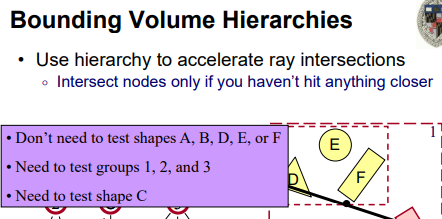 Bounding Volume Hierarchies
• Use hierarchy to accelerate ray intersections
◦ Intersect nodes only if you haven't hit anything closer
• Don't need to test shapes A, B, D, E, or F
• Need to test groups 1, 2, and 3
• Need to test shape C
1
E
D
F